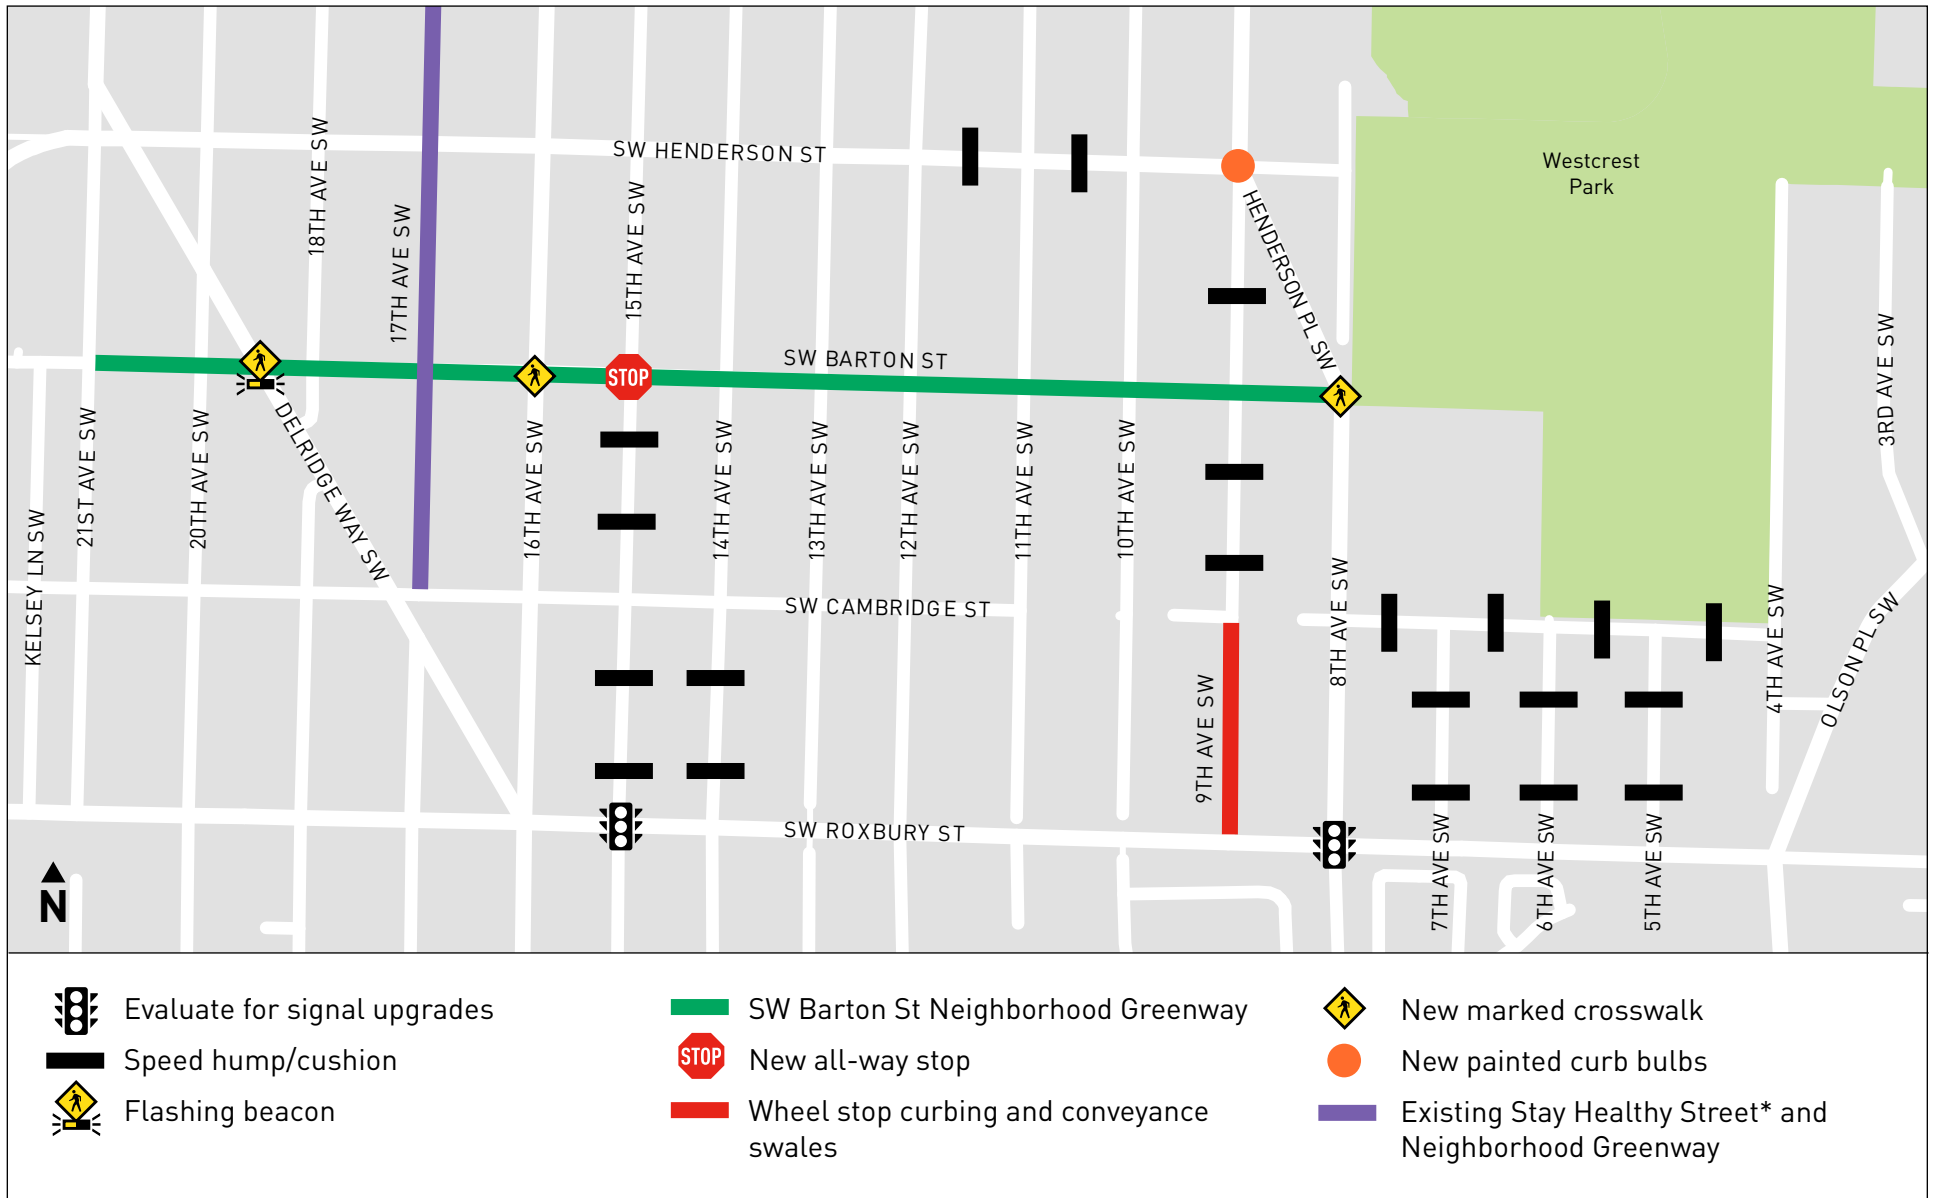 SW HENDERSON ST
Westcrest
Park
18TH AVE SW
17TH AVE SW
15TH AVE SW
HENDERSON PL SW
SW BARTON ST
STOP
3RD AVE SW
KELSEY LN SW
21ST AVE SW
20TH AVE SW
DELRIDGE WAY SW
16TH AVE SW
14TH AVE SW
13TH AVE SW
12TH AVE SW
11TH AVE SW
10TH AVE SW
8TH AVE SW
SW CAMBRIDGE ST
4TH AVE SW
OLSON PL SW
9TH AVE SW
SW ROXBURY ST
7TH AVE SW
6TH AVE SW
5TH AVE SW
N
Evaluate for signal upgrades
Speed hump/cushion
Flashing beacon
SW Barton St Neighborhood Greenway
STOP
New all-way stop
Wheel stop curbing and conveyance
swales
New marked crosswalk
New painted curb bulbs
Existing Stay Healthy Street* and
Neighborhood Greenway